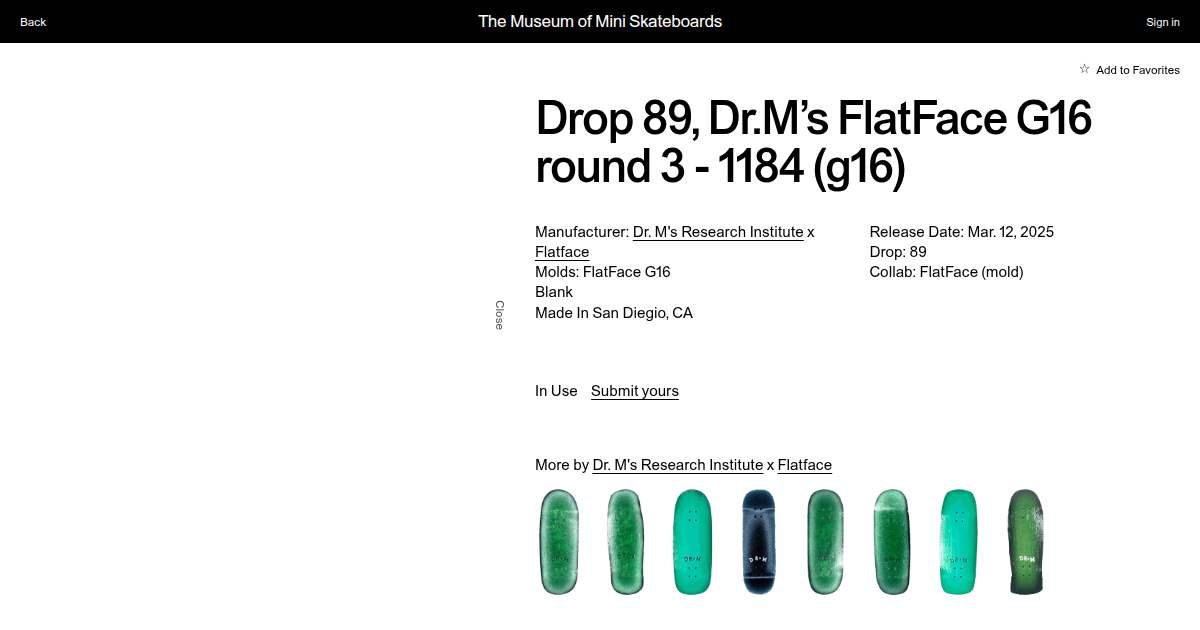 Back
The Museum of Mini Skateboards
Sign in
☆ Add to Favorites
Drop 89, Dr.M’s FlatFace G16
round 3 - 1184 (g16)
Manufacturer: Dr. M's Research Institute x
Flatface
Molds: FlatFace G16
Blank
Made In San Diegio, CA
Release Date: Mar. 12, 2025
Drop: 89
Collab: FlatFace (mold)
Close
In Use Submit yours
More by Dr. M's Research Institute x Flatface